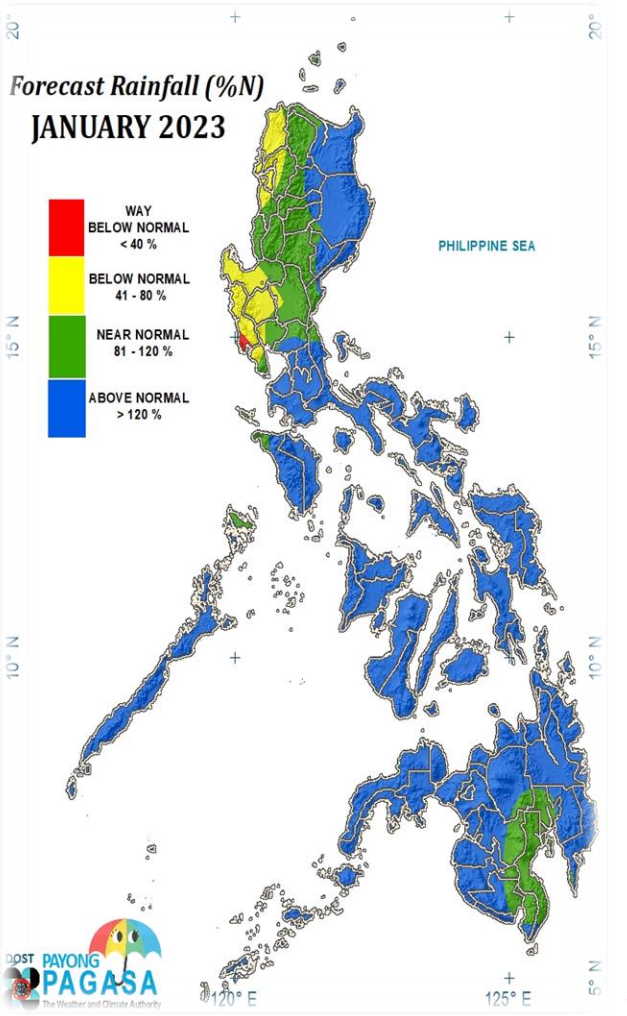 20°
20°
Forecast Rainfall (%N)
JANUARY 2023
WAY
BELOW NORMAL
< 40 %
BELOW NORMAL
41 - 80 %
NEAR NORMAL
81 - 120 %
ABOVE NORMAL
> 120 %
PHILIPPINE SEA
15° N
15° N
10° N
10° N
5° N
120° E
125° E
DOST
PAYONG
PAGASA
The Weather and Climate Authority